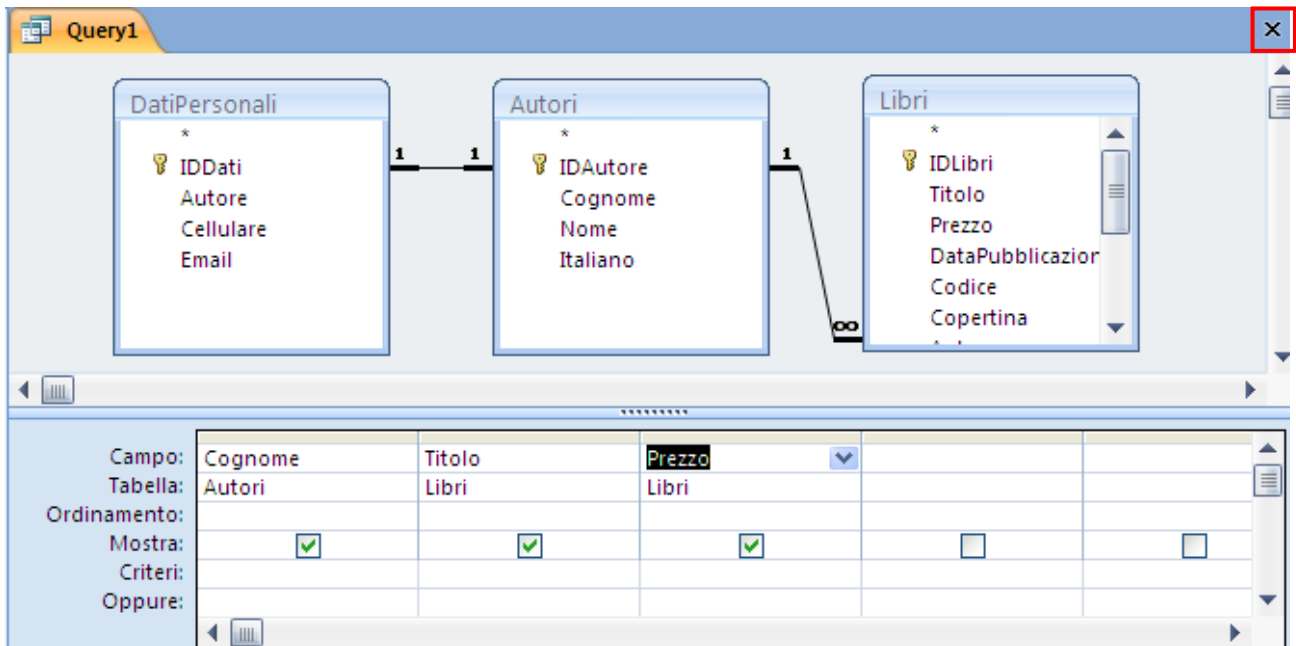 Query1
DatiPersonali
*
IDDati
Autore
Cellulare
Email
1 1
Autori
*
IDAutore
Cognome
Nome
Italiano
1
∞
Libri
*
IDLibri
Titolo
Prezzo
DataPubblicazion
Codice
Copertina
Campo: Cognome Titolo Prezzo
Tabella: Autori Libri Libri
Ordinamento:
Mostra:
Criteri:
Oppure: